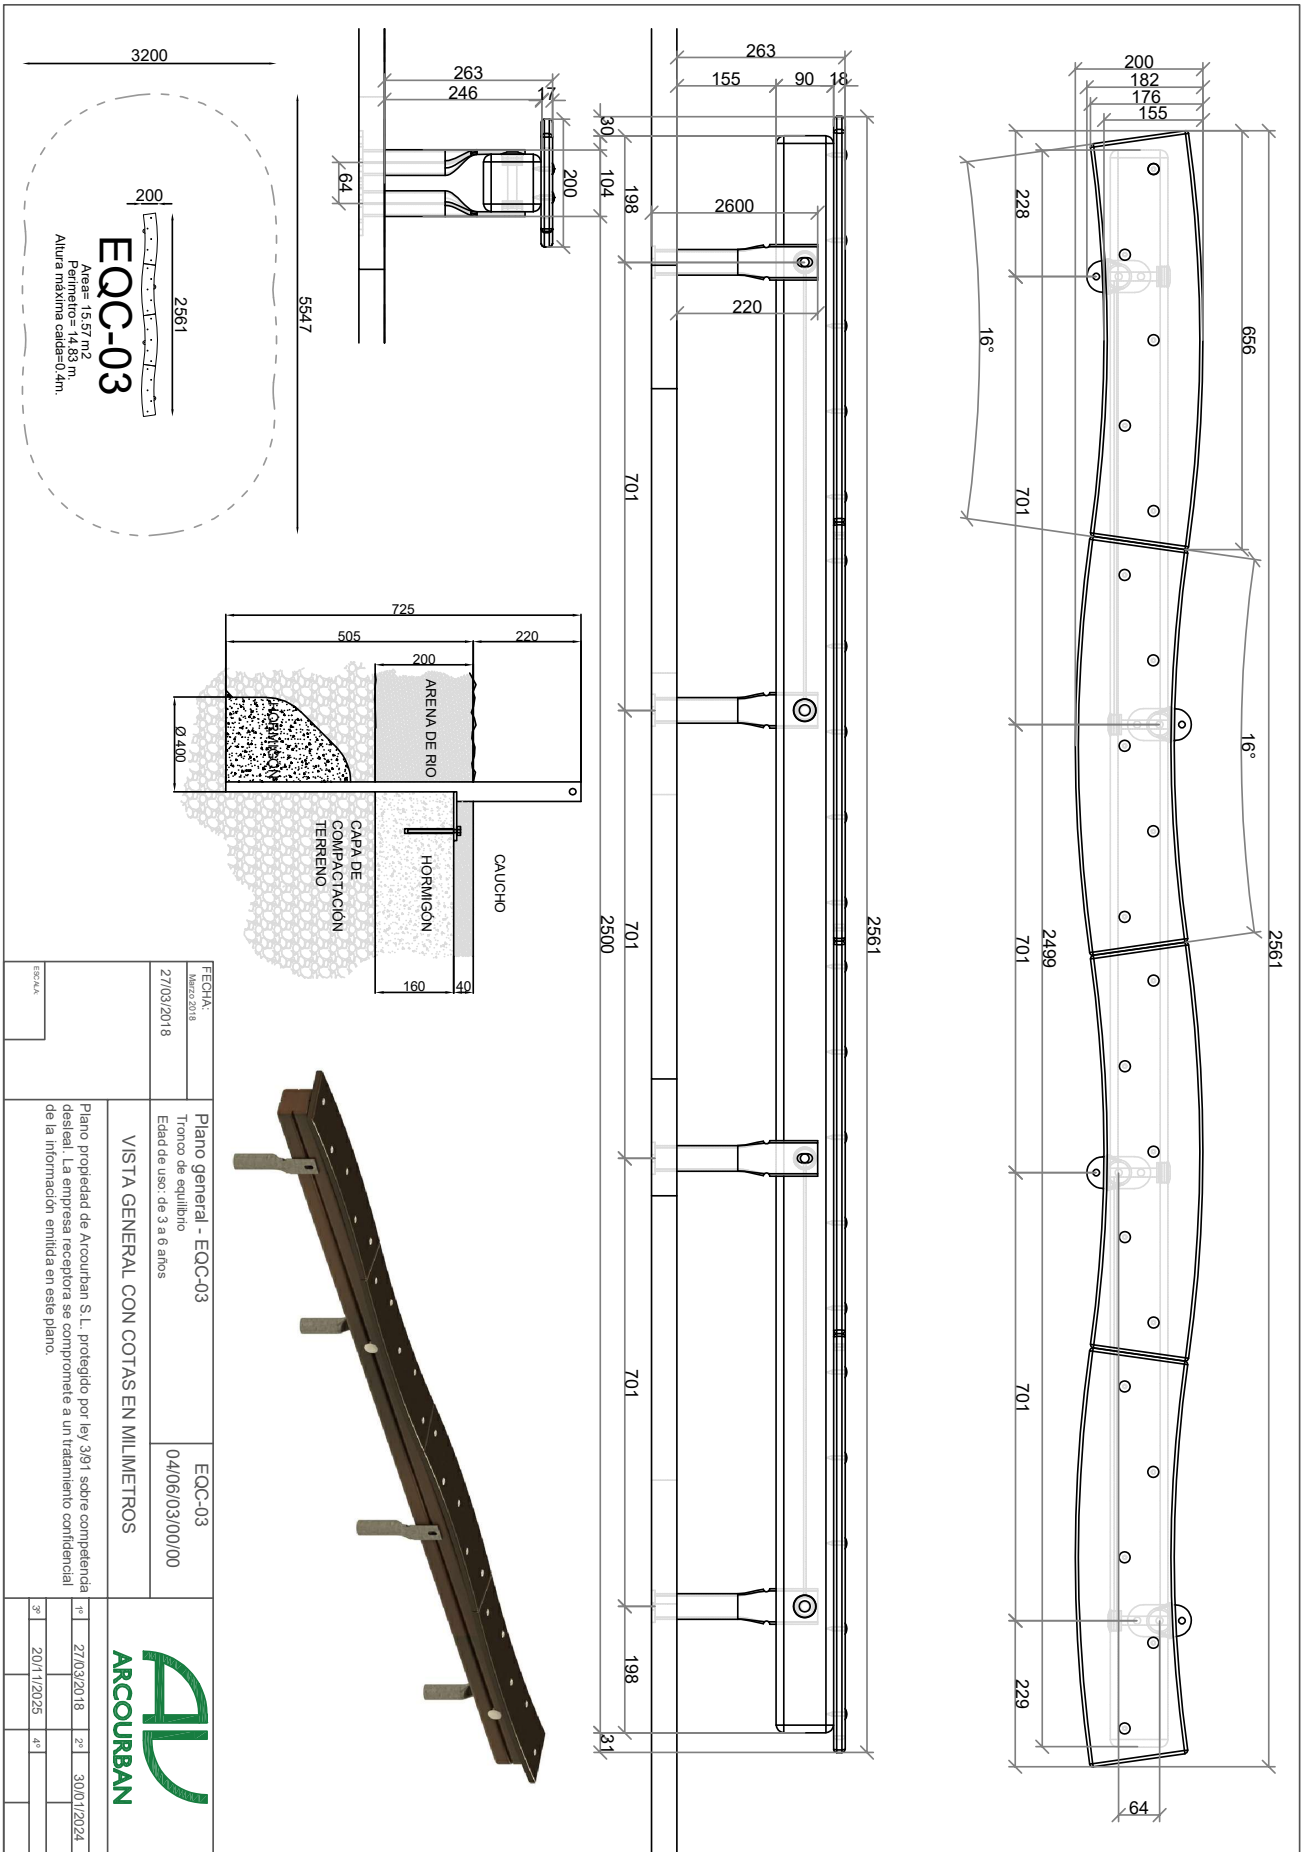 200
182
176
155
228
701
701
701
229
2499
656
2561
16°
16°
64
263
155
90
18
30
198
104
2600
220
701
701
701
198
31
2500
2561
263
246
17
200
64
3200
5547
200
2561
EQC-03
Area= 15.57 m2
Perímetro= 14.83 m.
Altura máxima caida=0.4m.
725
505
220
200
Ø 400
160
40
ARENA DE RIO
HORMIGÓN
CAUCHO
HORMIGÓN
CAPA DE
COMPACTACIÓN
TERRENO
FECHA:
Marzo 2018
27/03/2018
ESCALA:
Plano general - EQC-03
Tronco de equilibrio
Edad de uso: de 3 a 6 años
EQC-03
04/06/03/00/00
VISTA GENERAL CON COTAS EN MILIMETROS
Plano propiedad de Arcourban S.L. protegido por ley 3/91 sobre competencia
desleal. La empresa receptora se compromete a un tratamiento confidencial
de la información emitida en este plano.
ARCOURBAN
1º 27/03/2018 2º 30/01/2024
3º 20/11/2025 4º